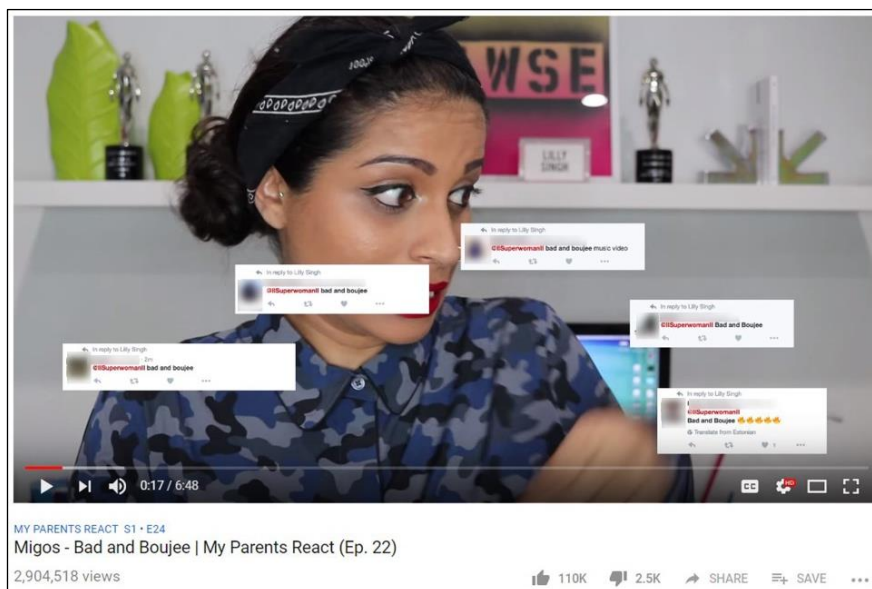 100%
WSE
LILLY
SINGH
In reply to Lilly Singh
@IISuperwomanII bad and boujee music video
In reply to Lilly Singh
@IISuperwomanII bad and boujee
In reply to Lilly Singh
@IISuperwomanII Bad and Boujee
In reply to Lilly Singh
2m
@IISuperwomanII bad and boujee
In reply to Lilly Singh
@IISuperwomanII
Bad and Boujee 🔥🔥🔥🔥🔥
Translate from Estonian
1
0:17 / 6:48
CC
HD
MY PARENTS REACT S1 • E24
Migos - Bad and Boujee | My Parents React (Ep. 22)
2,904,518 views
110K
2.5K
SHARE
SAVE